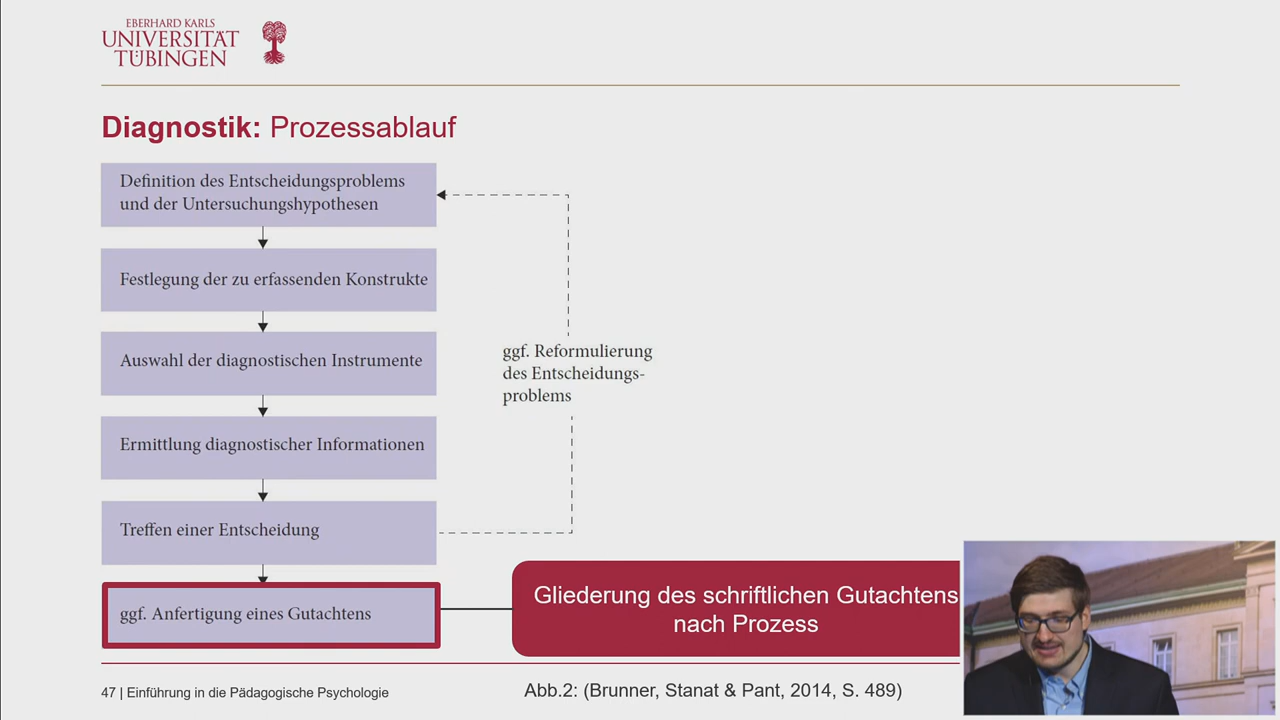 EBERHARD KARLS
UNIVERSITÄT
TÜBINGEN
Diagnostik: Prozessablauf
Definition des Entscheidungsproblems
und der Untersuchungshypothesen
Festlegung der zu erfassenden Konstrukte
Auswahl der diagnostischen Instrumente
Ermittlung diagnostischer Informationen
Treffen einer Entscheidung
ggf. Anfertigung eines Gutachtens
ggf. Reformulierung
des Entscheidungs-
problems
Gliederung des schriftlichen Gutachtens
nach Prozess
47 | Einführung in die Pädagogische Psychologie
Abb.2: (Brunner, Stanat & Pant, 2014, S. 489)